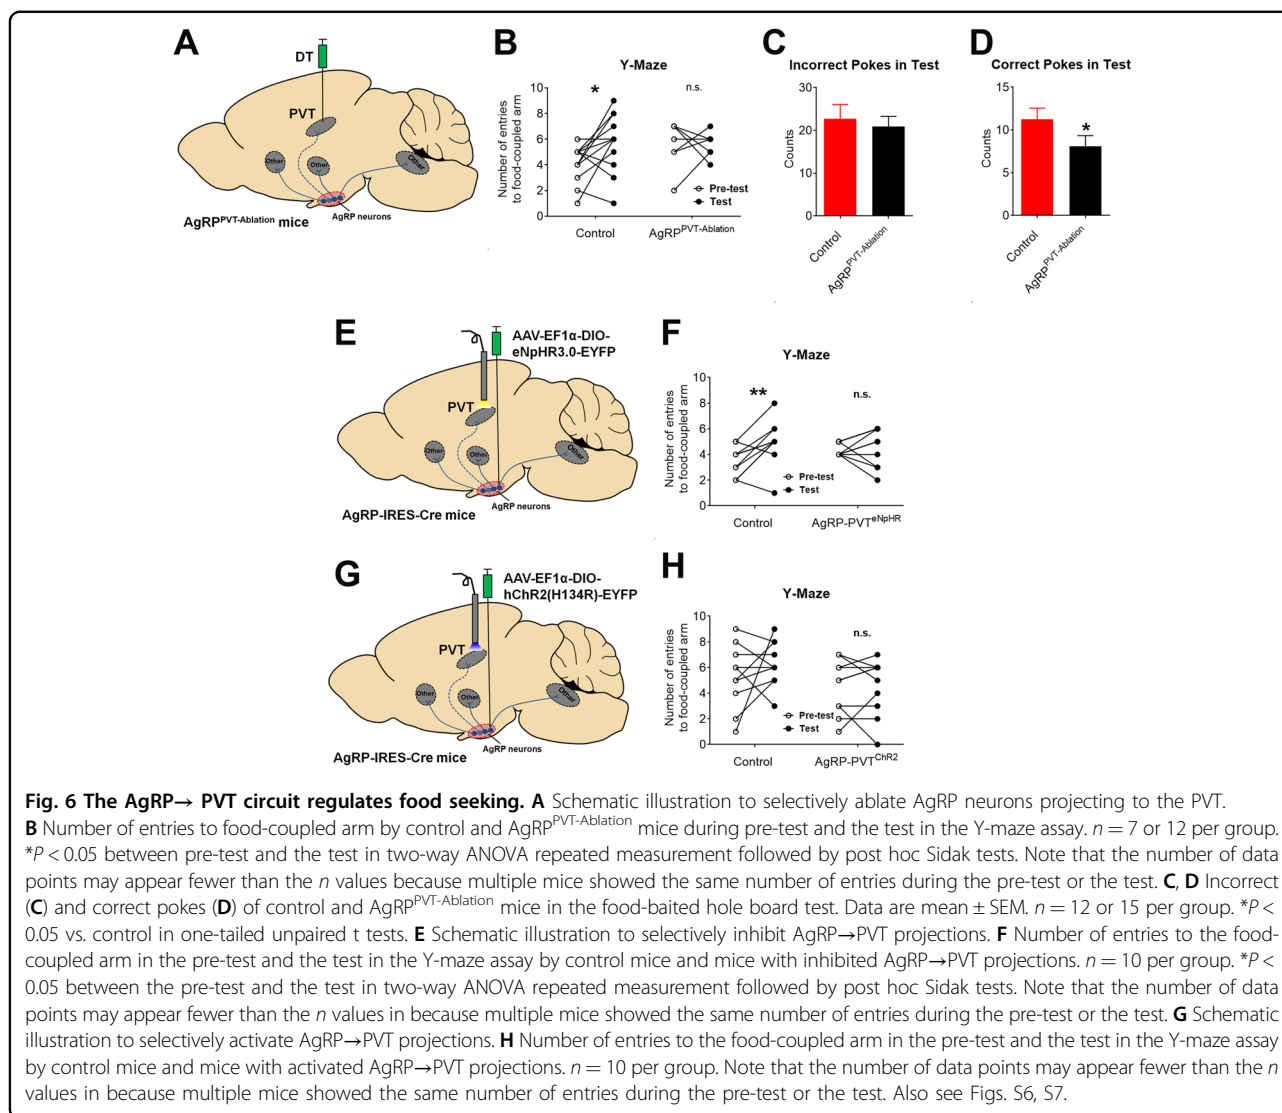 A
DT
PVT
Other
Other
Other
AgRP neurons
AgRP^PVT-Ablation mice
B
Y-Maze
Number of entries
to food-coupled arm
10
8
6
4
2
0
*
n.s.
Pre-test
Test
Control
AgRP^PVT-Ablation
C
Incorrect Pokes in Test
Counts
30
20
10
0
Control
AgRP^PVT-Ablation
D
Correct Pokes in Test
Counts
15
10
5
0
*
Control
AgRP^PVT-Ablation
E
AAV-EF1α-DIO-
eNpHR3.0-EYFP
PVT
Other
Other
Other
AgRP neurons
AgRP-IRES-Cre mice
F
Y-Maze
Number of entries
to food-coupled arm
10
8
6
4
2
0
**
n.s.
Pre-test
Test
Control
AgRP-PVT^eNpHR
G
AAV-EF1α-DIO-
hChR2(H134R)-EYFP
PVT
Other
Other
Other
AgRP neurons
AgRP-IRES-Cre mice
H
Y-Maze
Number of entries
to food-coupled arm
10
8
6
4
2
0
n.s.
Pre-test
Test
Control
AgRP-PVT^ChR2
Fig. 6 The AgRP→ PVT circuit regulates food seeking. A Schematic illustration to selectively ablate AgRP neurons projecting to the PVT.
B Number of entries to food-coupled arm by control and AgRP^PVT-Ablation mice during pre-test and the test in the Y-maze assay. n = 7 or 12 per group.
*P < 0.05 between pre-test and the test in two-way ANOVA repeated measurement followed by post hoc Sidak tests. Note that the number of data
points may appear fewer than the n values because multiple mice showed the same number of entries during the pre-test or the test. C, D Incorrect
(C) and correct pokes (D) of control and AgRP^PVT-Ablation mice in the food-baited hole board test. Data are mean ± SEM. n = 12 or 15 per group. *P <
0.05 vs. control in one-tailed unpaired t tests. E Schematic illustration to selectively inhibit AgRP→PVT projections. F Number of entries to the food-
coupled arm in the pre-test and the test in the Y-maze assay by control mice and mice with inhibited AgRP→PVT projections. n = 10 per group. *P <
0.05 between the pre-test and the test in two-way ANOVA repeated measurement followed by post hoc Sidak tests. Note that the number of data
points may appear fewer than the n values in because multiple mice showed the same number of entries during the pre-test or the test. G Schematic
illustration to selectively activate AgRP→PVT projections. H Number of entries to the food-coupled arm in the pre-test and the test in the Y-maze assay
by control mice and mice with activated AgRP→PVT projections. n = 10 per group. Note that the number of data points may appear fewer than the n
values in because multiple mice showed the same number of entries during the pre-test or the test. Also see Figs. S6, S7.